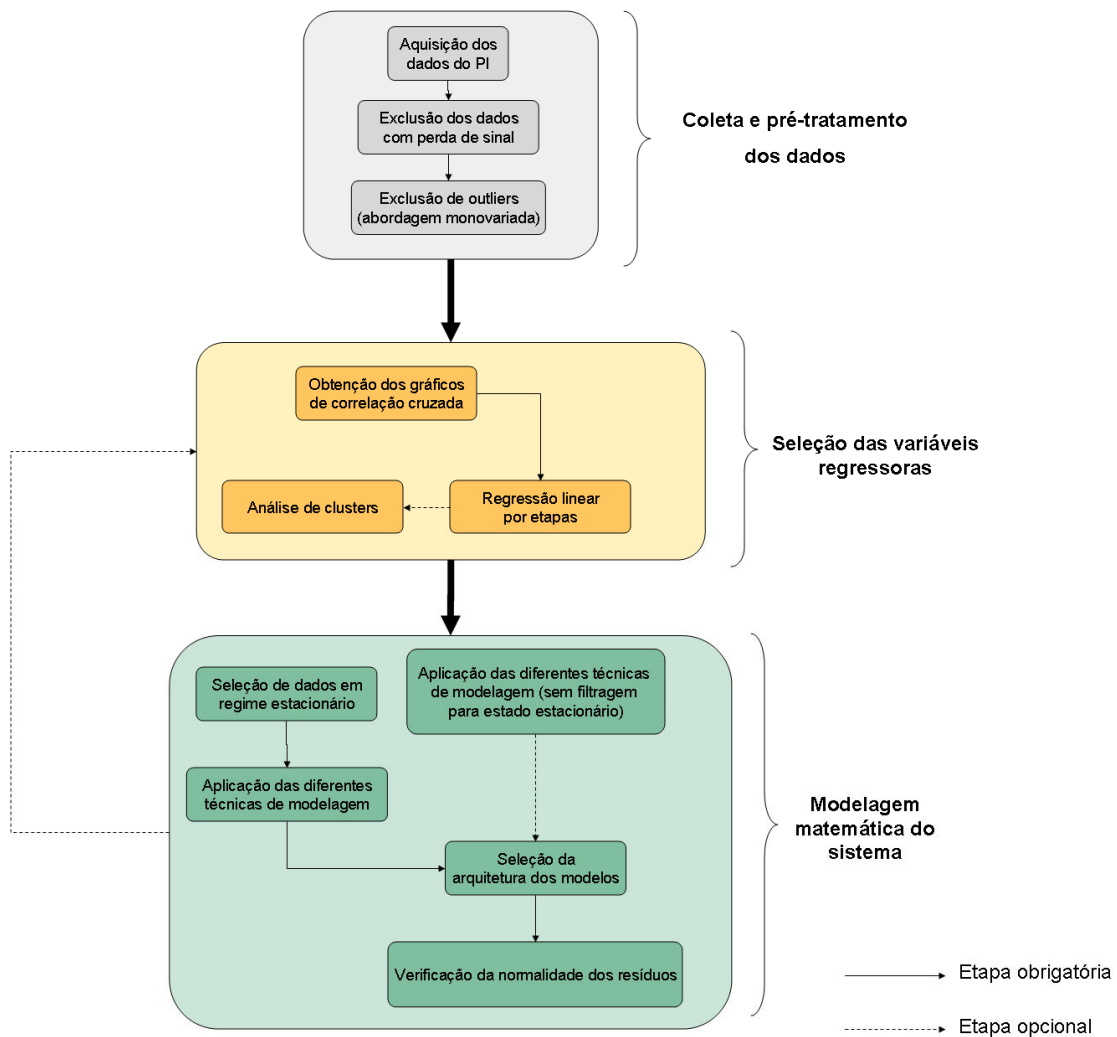 Aquisição dos
dados do PI
Exclusão dos dados
com perda de sinal
Exclusão de outliers
(abordagem monovariada)
Coleta e pré-tratamento
dos dados
Obtenção dos gráficos
de correlação cruzada
Análise de clusters
Regressão linear
por etapas
Seleção das variáveis
regressoras
Seleção de dados em
regime estacionário
Aplicação das diferentes técnicas
de modelagem (sem filtragem
para estado estacionário)
Aplicação das diferentes
técnicas de modelagem
Seleção da
arquitetura dos modelos
Verificação da normalidade dos resíduos
Modelagem
matemática do
sistema
Etapa obrigatória
Etapa opcional